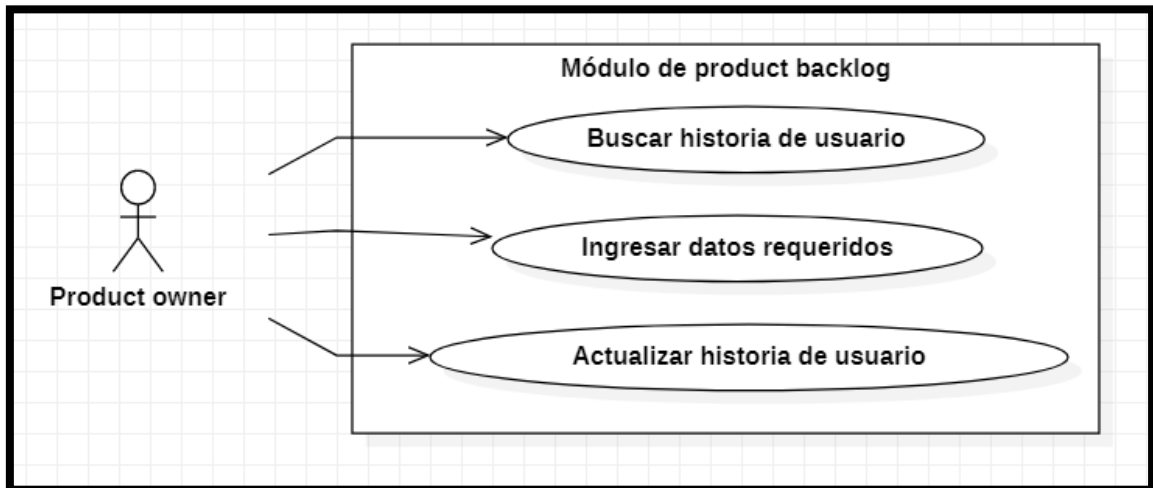 Módulo de product backlog
Buscar historia de usuario
Ingresar datos requeridos
Product owner
Actualizar historia de usuario